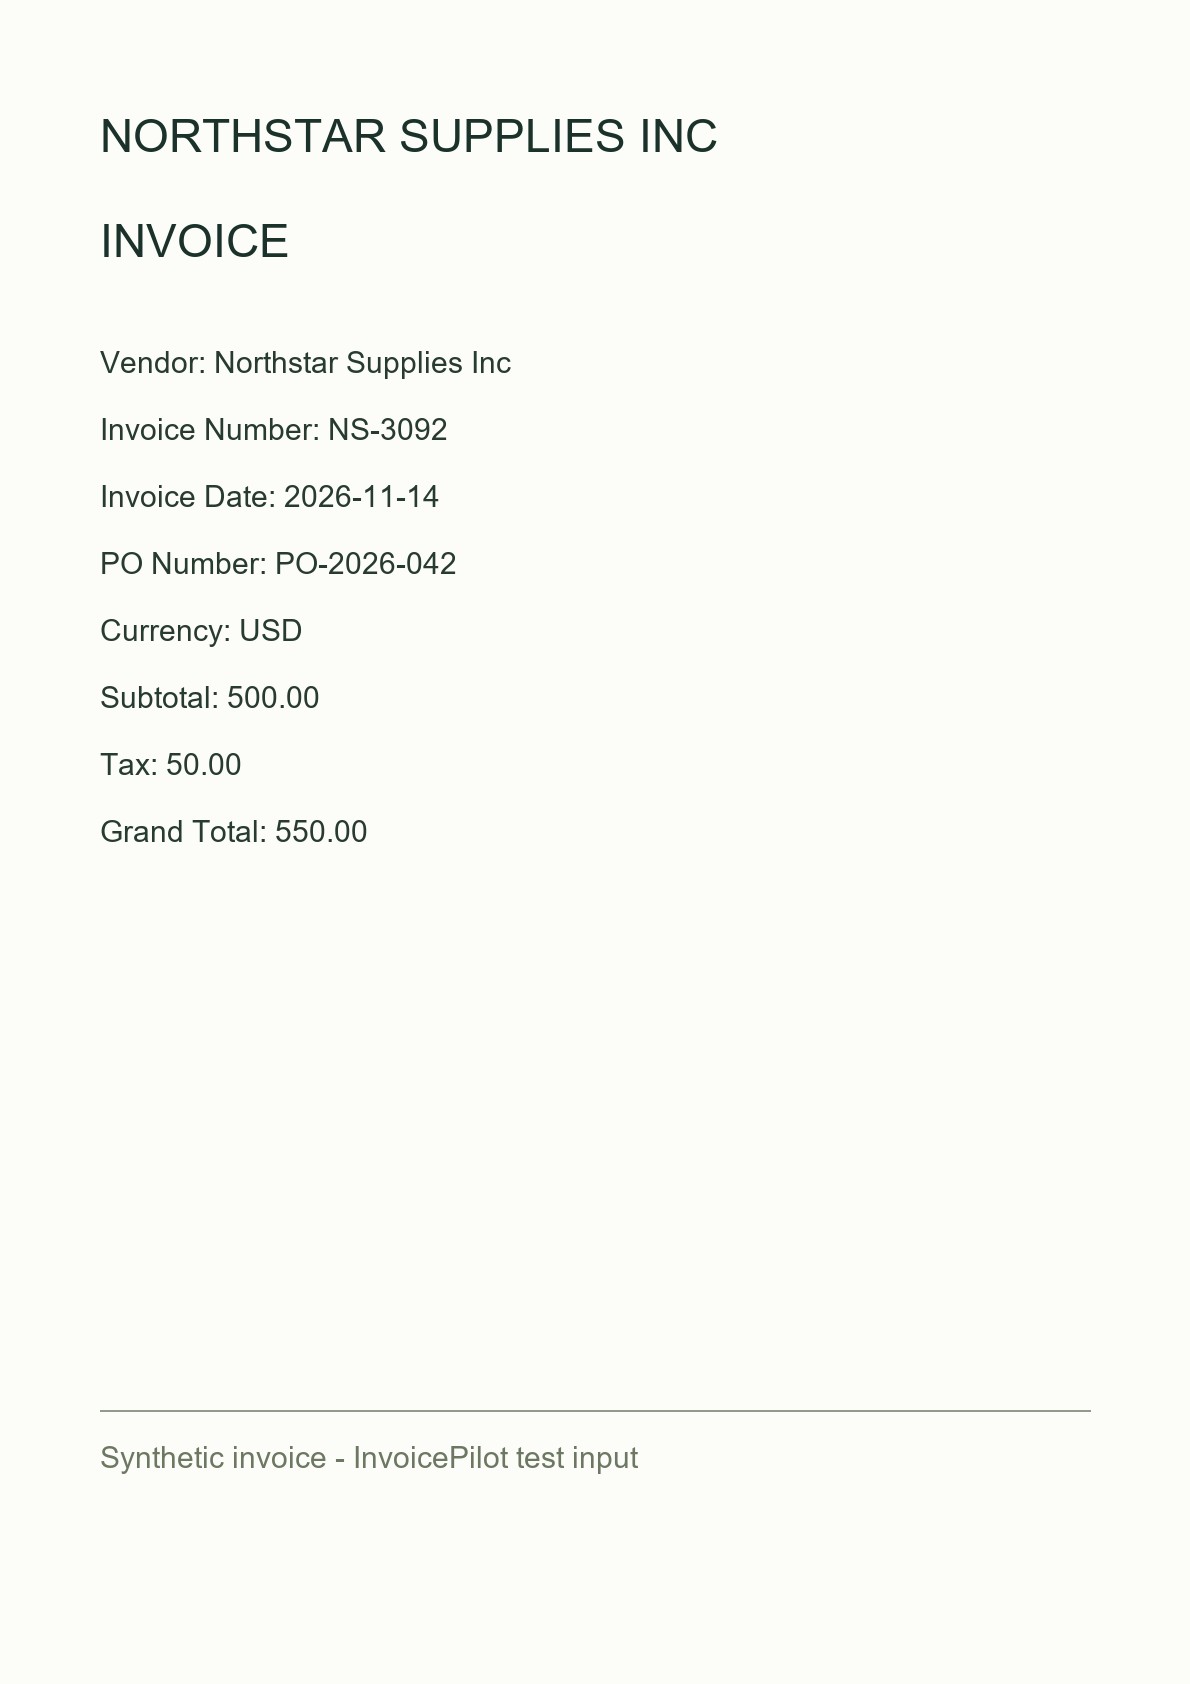 NORTHSTAR SUPPLIES INC
INVOICE
Vendor: Northstar Supplies Inc
Invoice Number: NS-3092
Invoice Date: 2026-11-14
PO Number: PO-2026-042
Currency: USD
Subtotal: 500.00
Tax: 50.00
Grand Total: 550.00
Synthetic invoice - InvoicePilot test input